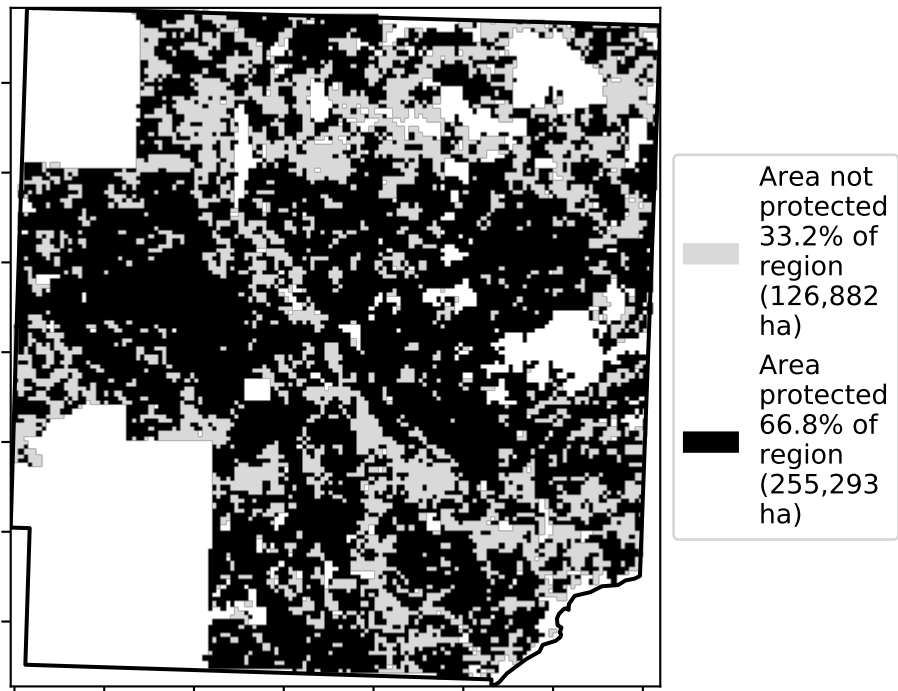 Area not
protected
33.2% of
region
(126,882
ha)
Area
protected
66.8% of
region
(255,293
ha)